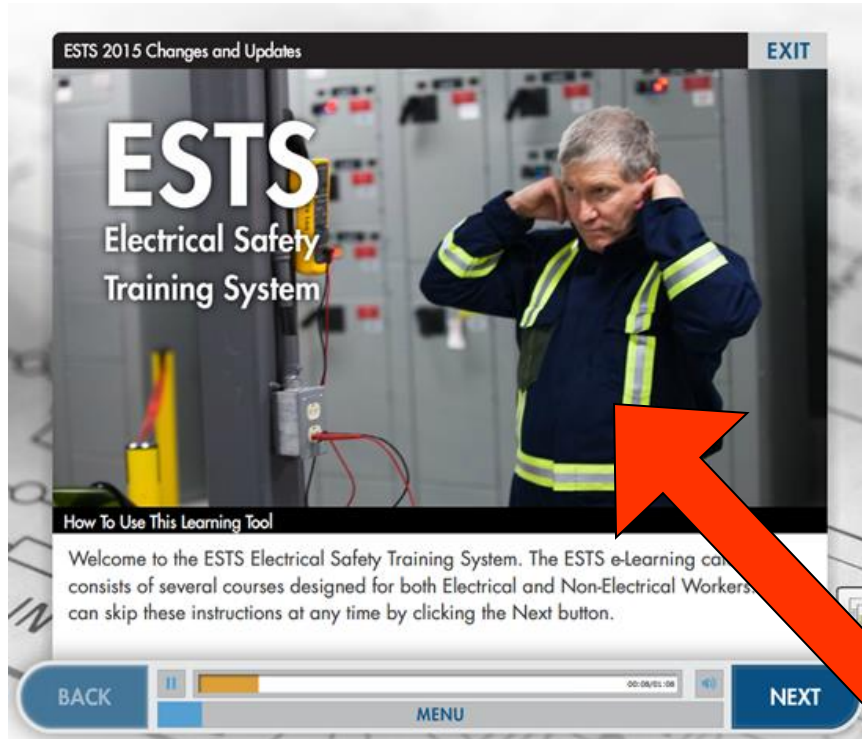 ESTS 2015 Changes and Updates
EXIT
ESTS
Electrical Safety
Training System
How To Use This Learning Tool
Welcome to the ESTS Electrical Safety Training System. The ESTS e-Learning
consists of several courses designed for both Electrical and Non-Electrical Workers.
can skip these instructions at any time by clicking the Next button.
BACK
00:08/01:08
MENU
NEXT